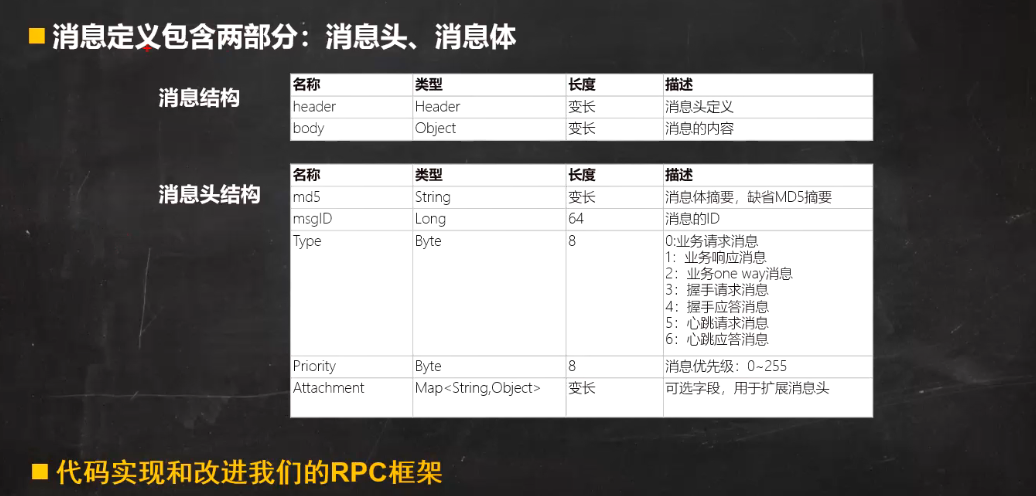 消息定义包含两部分：消息头、消息体
消息结构
名称 类型 长度 描述
header Header 变长 消息头定义
body Object 变长 消息的内容
消息头结构
名称 类型 长度 描述
md5 String 变长 消息体摘要，缺省MD5摘要
msgID Long 64 消息的ID
Type Byte 8 0:业务请求消息
1：业务响应消息
2：业务one way消息
3：握手请求消息
4：握手应答消息
5：心跳请求消息
6：心跳应答消息
Priority Byte 8 消息优先级：0~255
Attachment Map<String,Object> 变长 可选字段，用于扩展消息头
代码实现和改进我们的RPC框架